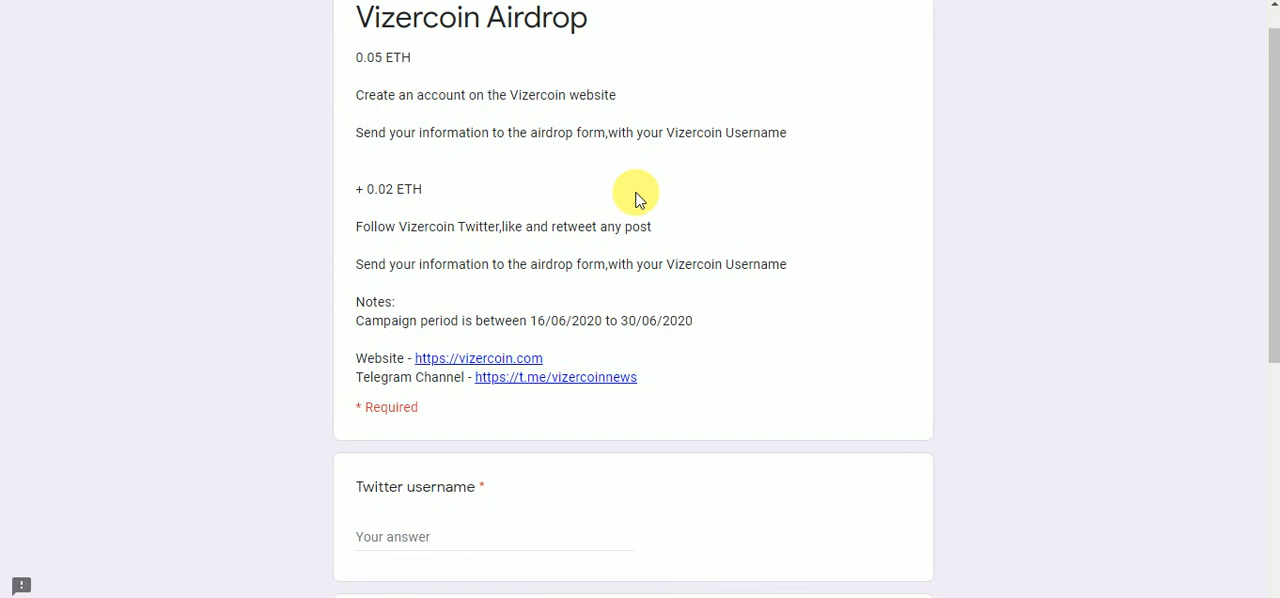 Vizercoin Airdrop
0.05 ETH
Create an account on the Vizercoin website
Send your information to the airdrop form,with your Vizercoin Username
+ 0.02 ETH
Follow Vizercoin Twitter,like and retweet any post
Send your information to the airdrop form,with your Vizercoin Username
Notes:
Campaign period is between 16/06/2020 to 30/06/2020
Website - https://vizercoin.com
Telegram Channel - https://t.me/vizercoinnews
* Required
Twitter username *
Your answer
!